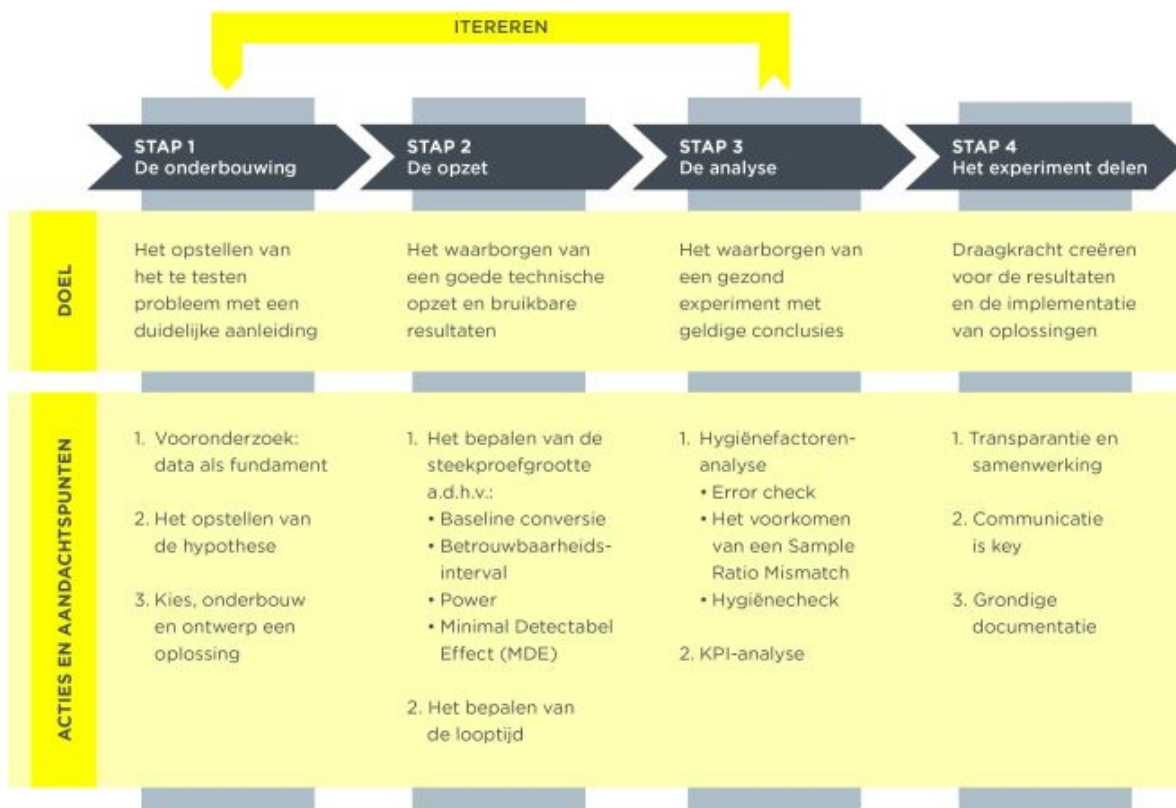 ITEREREN
STAP 1
De onderbouwing
STAP 2
De opzet
STAP 3
De analyse
STAP 4
Het experiment delen
DOEL
Het opstellen van
het te testen
probleem met een
duidelijke aanleiding
Het waarborgen van
een goede technische
opzet en bruikbare
resultaten
Het waarborgen van
een gezond
experiment met
geldige conclusies
Draagkracht creëren
voor de resultaten
en de implementatie
van oplossingen
ACTIES EN AANDACHTSPUNTEN
1. Vooronderzoek:
data als fundament
2. Het opstellen van
de hypothese
3. Kies, onderbouw
en ontwerp een
oplossing
1. Het bepalen van de
steekproefgrootte
a.d.h.v.:
• Baseline conversie
• Betrouwbaarheids-
interval
• Power
• Minimal Detectabel
Effect (MDE)
2. Het bepalen van
de looptijd
1. Hygiënefactoren-
analyse
• Error check
• Het voorkomen
van een Sample
Ratio Mismatch
• Hygiënecheck
2. KPI-analyse
1. Transparantie en
samenwerking
2. Communicatie
is key
3. Grondige
documentatie